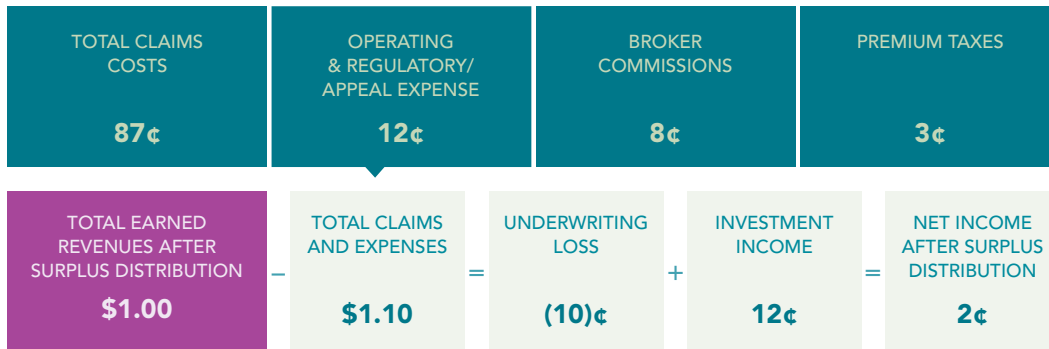 TOTAL CLAIMS
COSTS
87¢
OPERATING
& REGULATORY/
APPEAL EXPENSE
12¢
BROKER
COMMISSIONS
8¢
PREMIUM TAXES
3¢
TOTAL EARNED
REVENUES AFTER
SURPLUS DISTRIBUTION
$1.00
–
TOTAL CLAIMS
AND EXPENSES
$1.10
=
UNDERWRITING
LOSS
(10)¢
+
INVESTMENT
INCOME
12¢
=
NET INCOME
AFTER SURPLUS
DISTRIBUTION
2¢